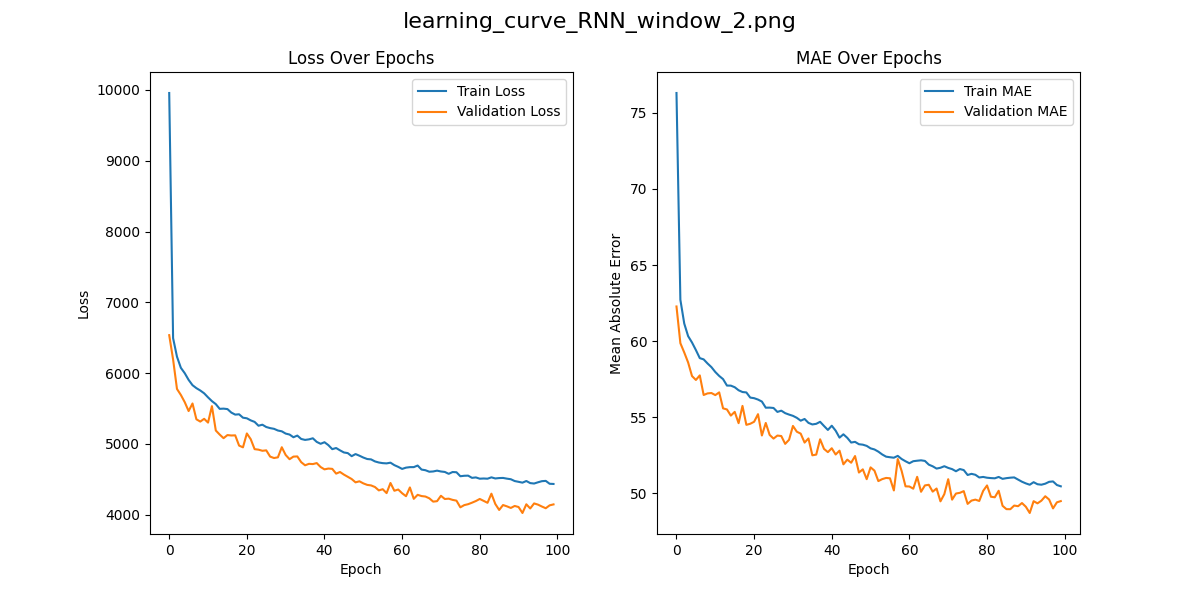 learning_curve_RNN_window_2.png
Loss Over Epochs
Train Loss
Validation Loss
10000
9000
8000
7000
6000
5000
4000
Loss
0 20 40 60 80 100
Epoch
MAE Over Epochs
Train MAE
Validation MAE
75
70
65
60
55
50
Mean Absolute Error
0 20 40 60 80 100
Epoch